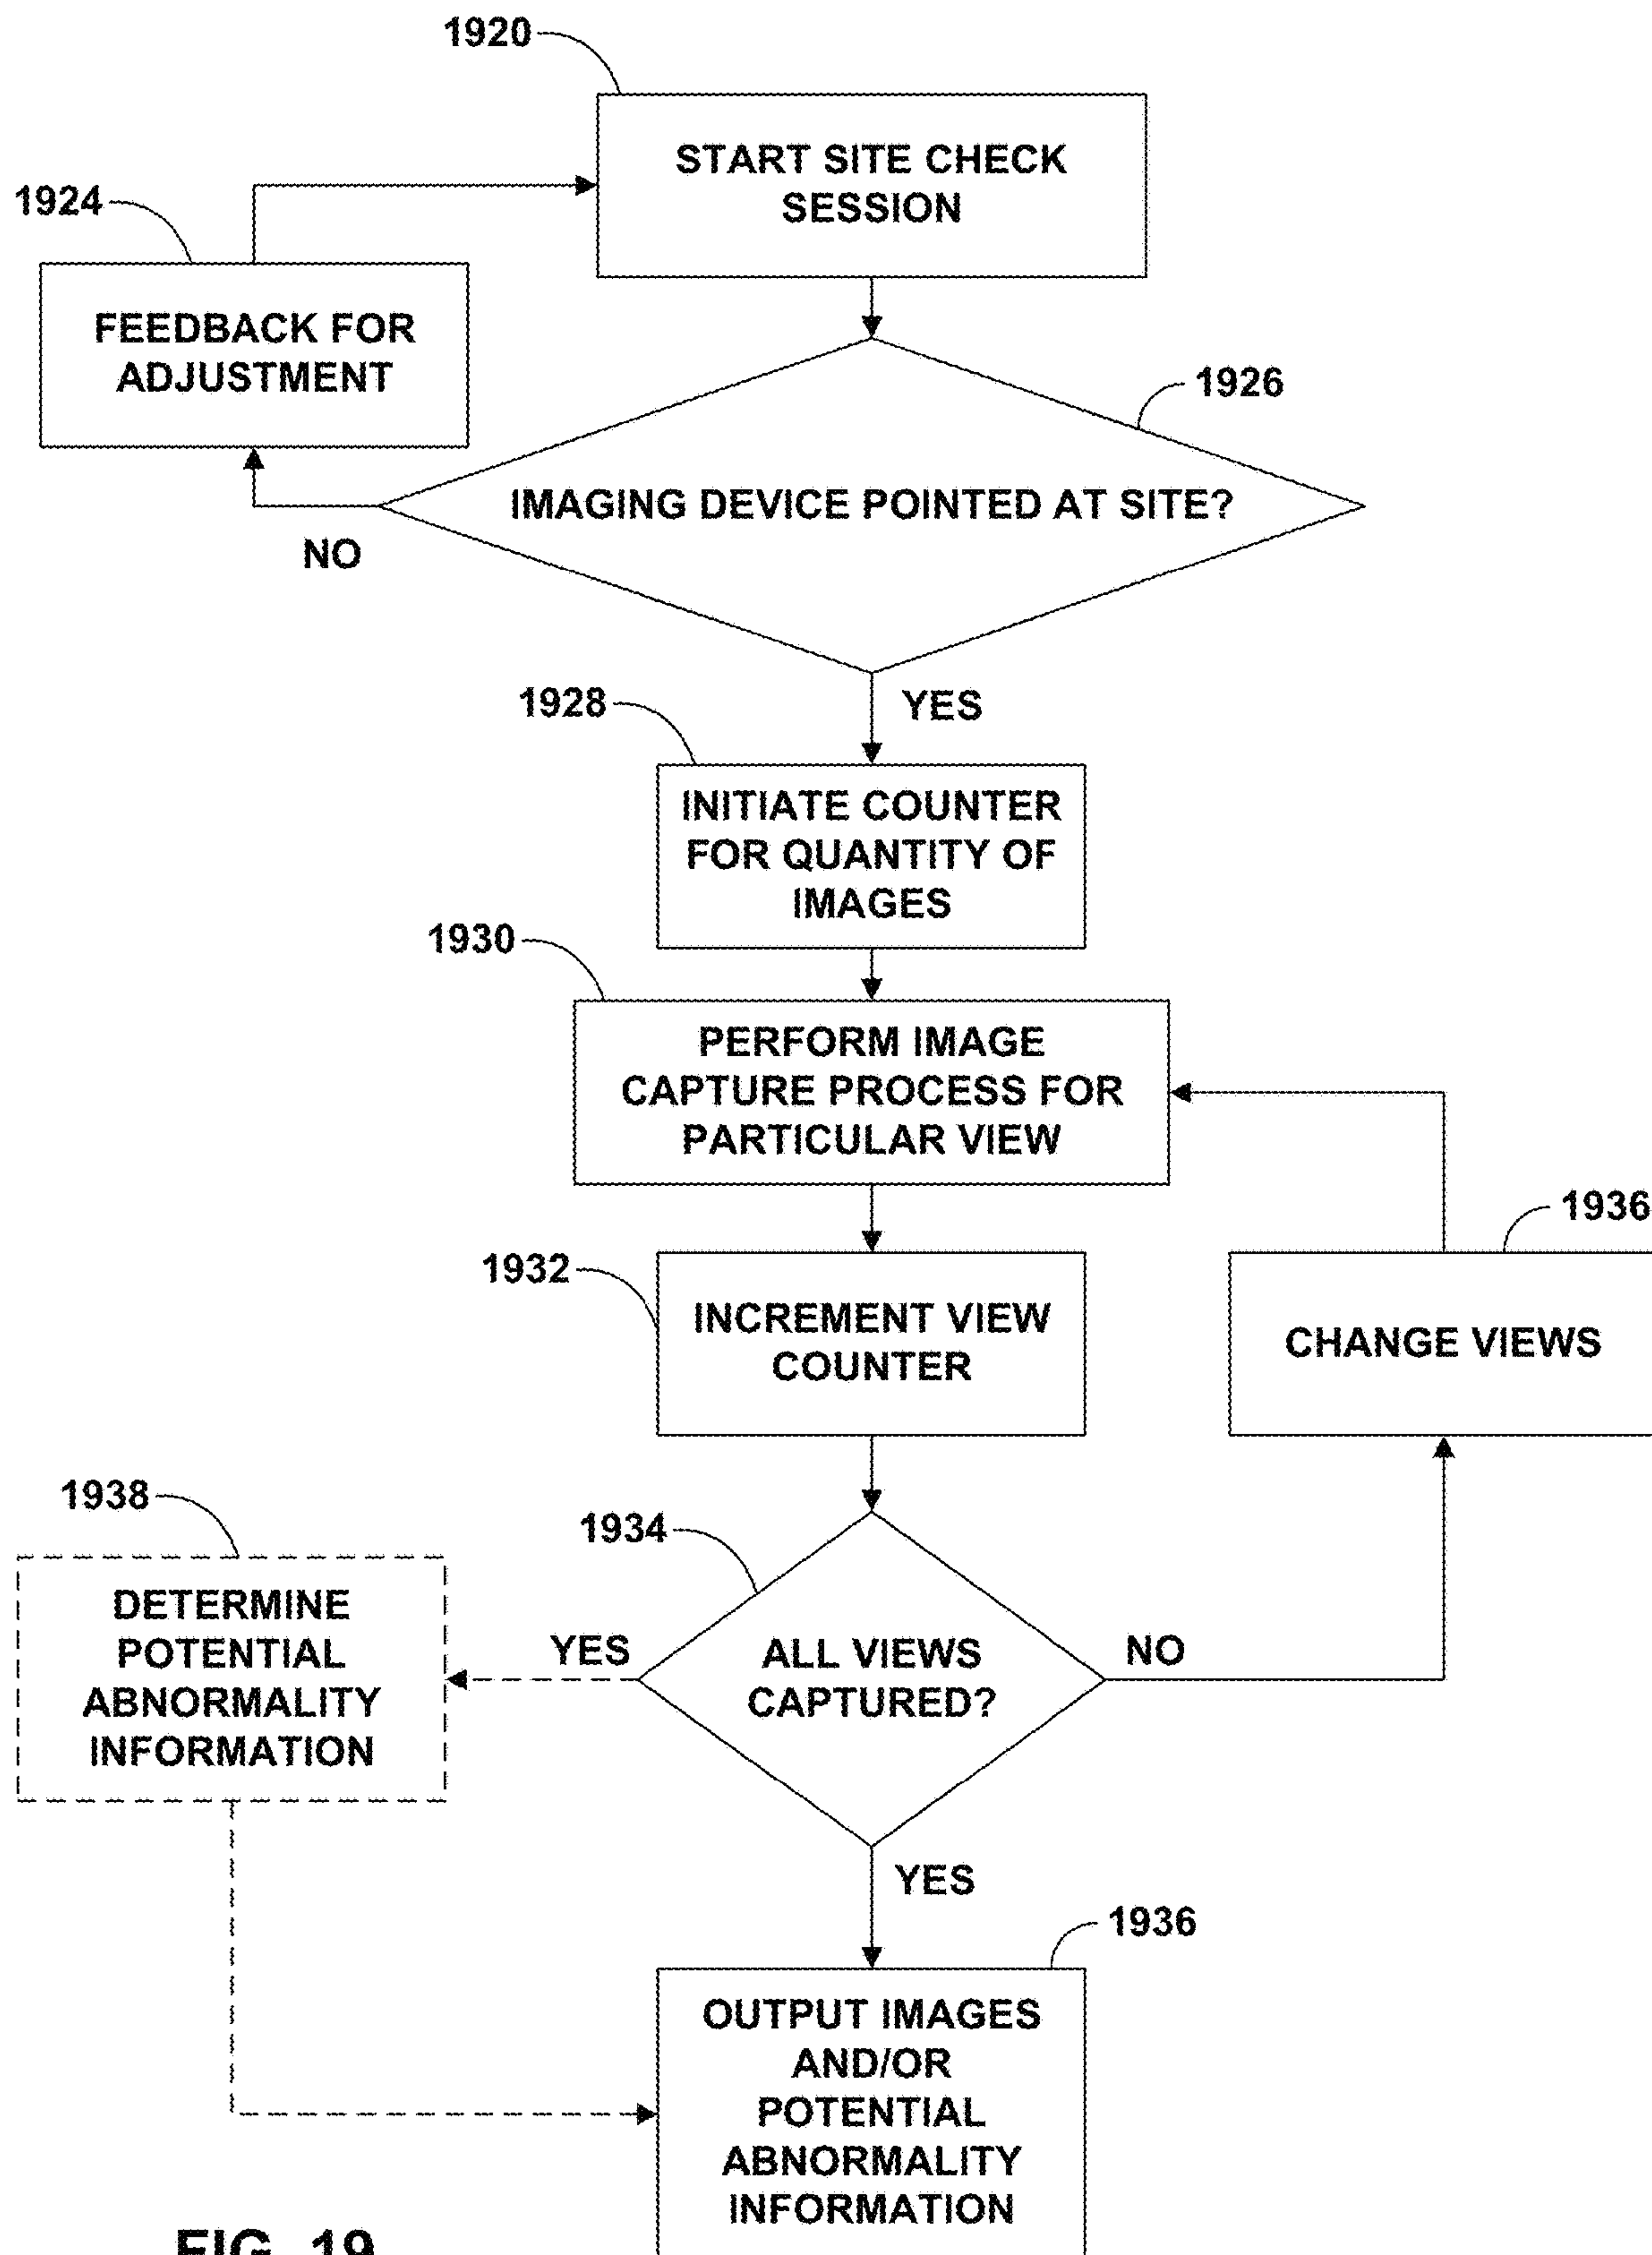 1920
START SITE CHECK
SESSION
1924
FEEDBACK FOR
ADJUSTMENT
1926
IMAGING DEVICE POINTED AT SITE?
NO
YES
1928
INITIATE COUNTER
FOR QUANTITY OF
IMAGES
1930
PERFORM IMAGE
CAPTURE PROCESS FOR
PARTICULAR VIEW
1932
INCREMENT VIEW
COUNTER
1936
CHANGE VIEWS
1938
DETERMINE
POTENTIAL
ABNORMALITY
INFORMATION
1934
YES
ALL VIEWS
CAPTURED?
NO
YES
1936
OUTPUT IMAGES
AND/OR
POTENTIAL
ABNORMALITY
INFORMATION
FIG. 19